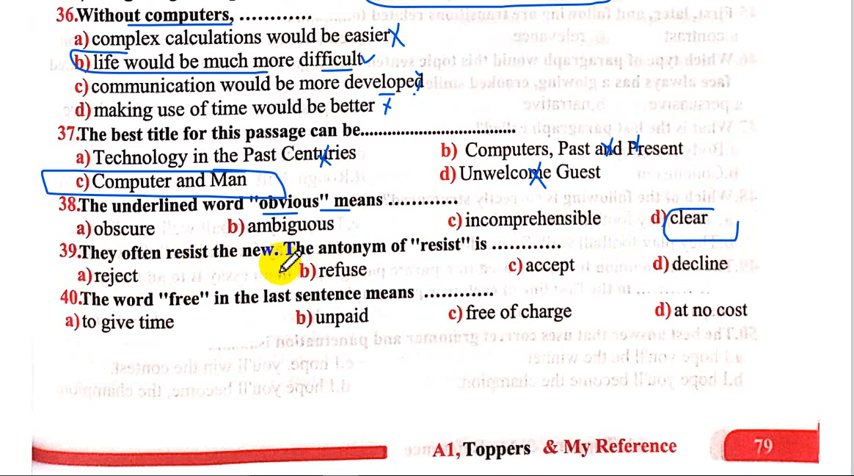 36.Without computers, ............
a) complex calculations would be easier
b) life would be much more difficult
c) communication would be more developed
d) making use of time would be better
37.The best title for this passage can be..................................
a) Technology in the Past Centuries b) Computers, Past and Present
c) Computer and Man d) Unwelcome Guest
38.The underlined word "obvious" means ............
a) obscure b) ambiguous c) incomprehensible d) clear
39.They often resist the new. The antonym of "resist" is ............
a) reject b) refuse c) accept d) decline
40.The word "free" in the last sentence means ............
a) to give time b) unpaid c) free of charge d) at no cost
A1, Toppers & My Reference 79